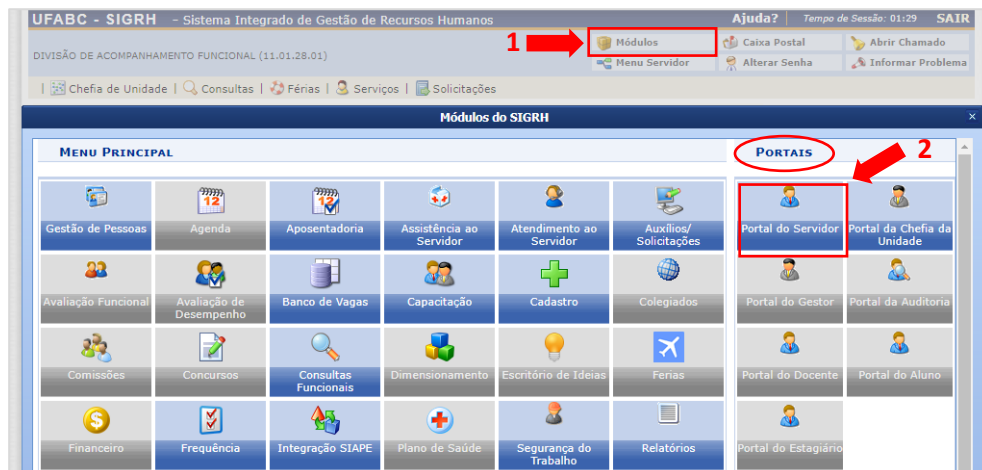 UFABC - SIGRH - Sistema Integrado de Gestão de Recursos Humanos
Ajuda? Tempo de Sessão: 01:29 SAIR
1
Módulos Caixa Postal Abrir Chamado
DIVISÃO DE ACOMPANHAMENTO FUNCIONAL (11.01.28.01)
Menu Servidor Alterar Senha Informar Problema
| Chefia de Unidade | Consultas | Férias | Serviços | Solicitações
Módulos do SIGRH ×
MENU PRINCIPAL
PORTAIS 2
12 12
Gestão de Pessoas Agenda Aposentadoria Assistência ao Servidor Atendimento ao Servidor Auxílios/ Solicitações Portal do Servidor Portal da Chefia da Unidade
Avaliação Funcional Avaliação de Desempenho Banco de Vagas Capacitação Cadastro Colegiados Portal do Gestor Portal da Auditoria
Comissões Concursos Consultas Funcionais Dimensionamento Escritório de Ideias Ferias Portal do Docente Portal do Aluno
Financeiro Frequência Integração SIAPE Plano de Saúde Segurança do Trabalho Relatórios Portal do Estagiário